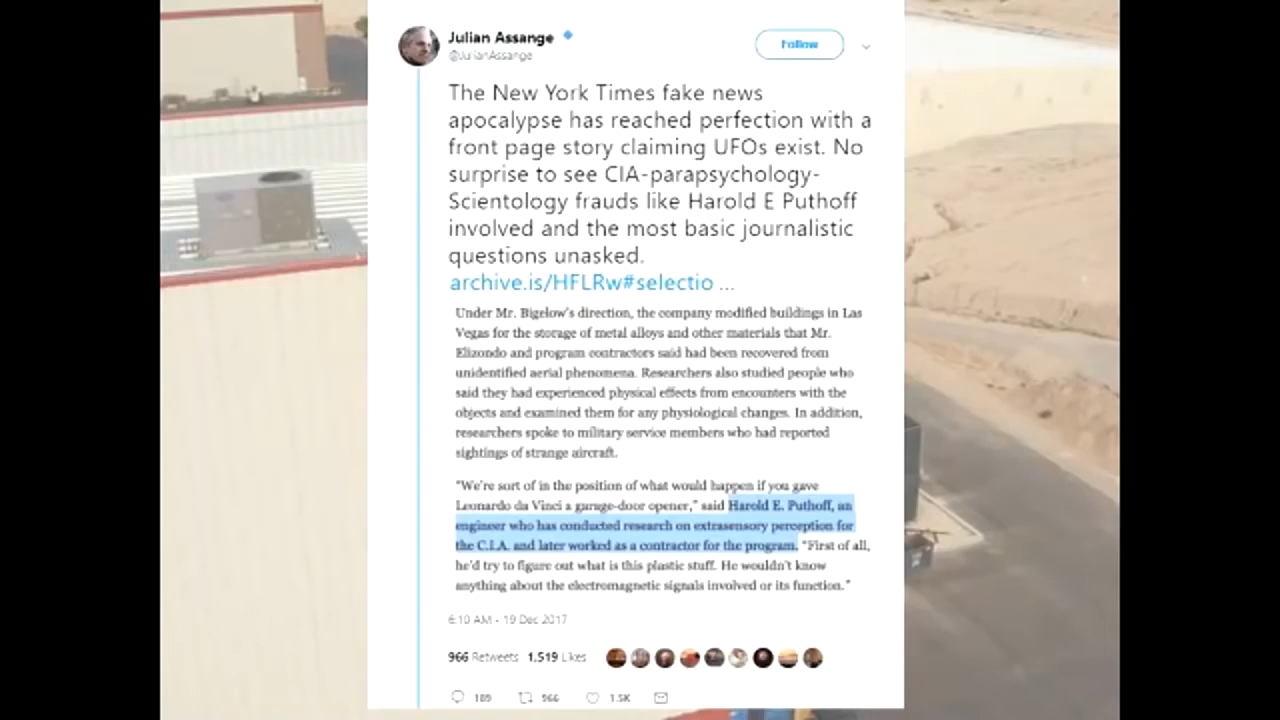 Julian Assange
Follow
@JulianAssange
The New York Times fake news
apocalypse has reached perfection with a
front page story claiming UFOs exist. No
surprise to see CIA-parapsychology-
Scientology frauds like Harold E Puthoff
involved and the most basic journalistic
questions unasked.
archive.is/HFLRw#selectio ...
Under Mr. Bigelow's direction, the company modified buildings in Las
Vegas for the storage of metal alloys and other materials that Mr.
Elizondo and program contractors said had been recovered from
unidentified aerial phenomena. Researchers also studied people who
said they had experienced physical effects from encounters with the
objects and examined them for any physiological changes. In addition,
researchers spoke to military service members who had reported
sightings of strange aircraft.
"We're sort of in the position of what would happen if you gave
Leonardo da Vinci a garage-door opener," said Harold E. Puthoff, an
engineer who has conducted research on extrasensory perception for
the C.I.A. and later worked as a contractor for the program. "First of all,
he'd try to figure out what is this plastic stuff. He wouldn't know
anything about the electromagnetic signals involved or its function."
6:10 AM - 19 Dec 2017
966 Retweets 1,519 Likes
189 966 1.5K